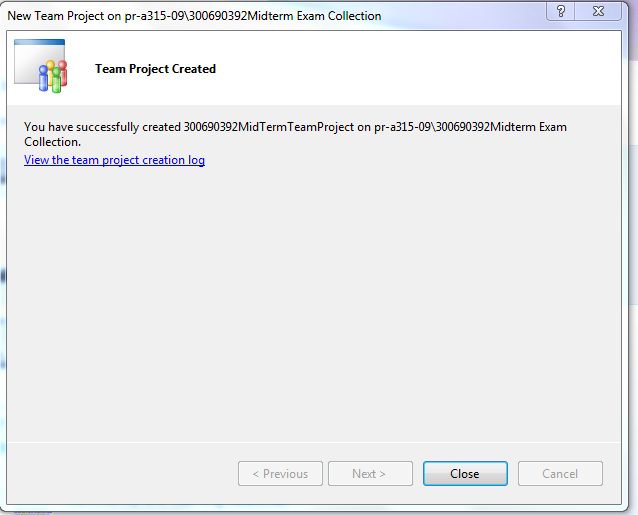 New Team Project on pr-a315-09\300690392Midterm Exam Collection
Team Project Created
You have successfully created 300690392MidTermTeamProject on pr-a315-09\300690392Midterm Exam
Collection.
View the team project creation log
< Previous
Next >
Close
Cancel